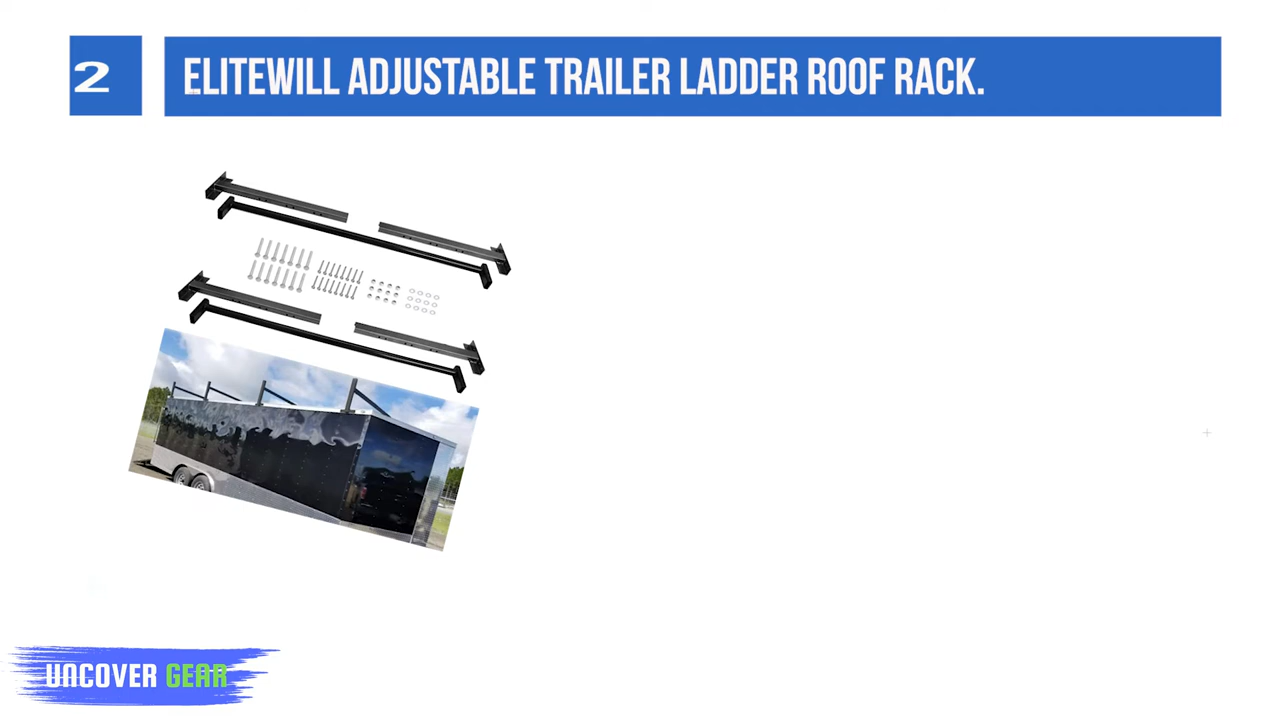 2
ELITEWILL ADJUSTABLE TRAILER LADDER ROOF RACK.
UNCOVER GEAR